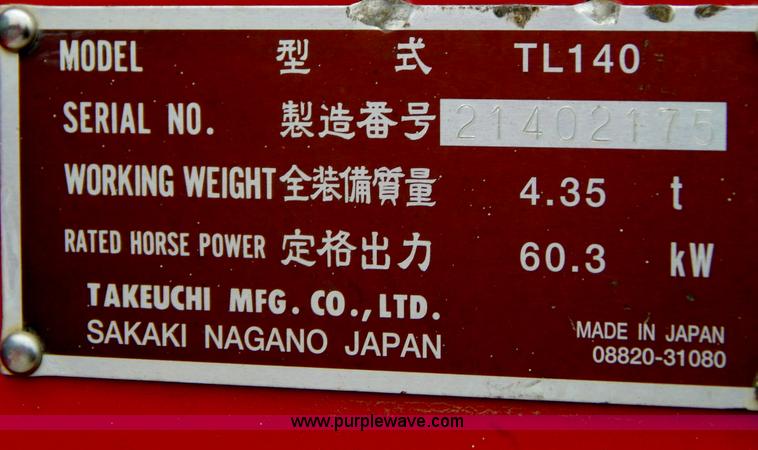 MODEL 型式 TL140
SERIAL NO. 製造番号 21402175
WORKING WEIGHT 全装備質量 4.35 t
RATED HORSE POWER 定格出力 60.3 kW
TAKEUCHI MFG. CO., LTD.
SAKAKI NAGANO JAPAN
MADE IN JAPAN
08820-31080
www.purplewave.com